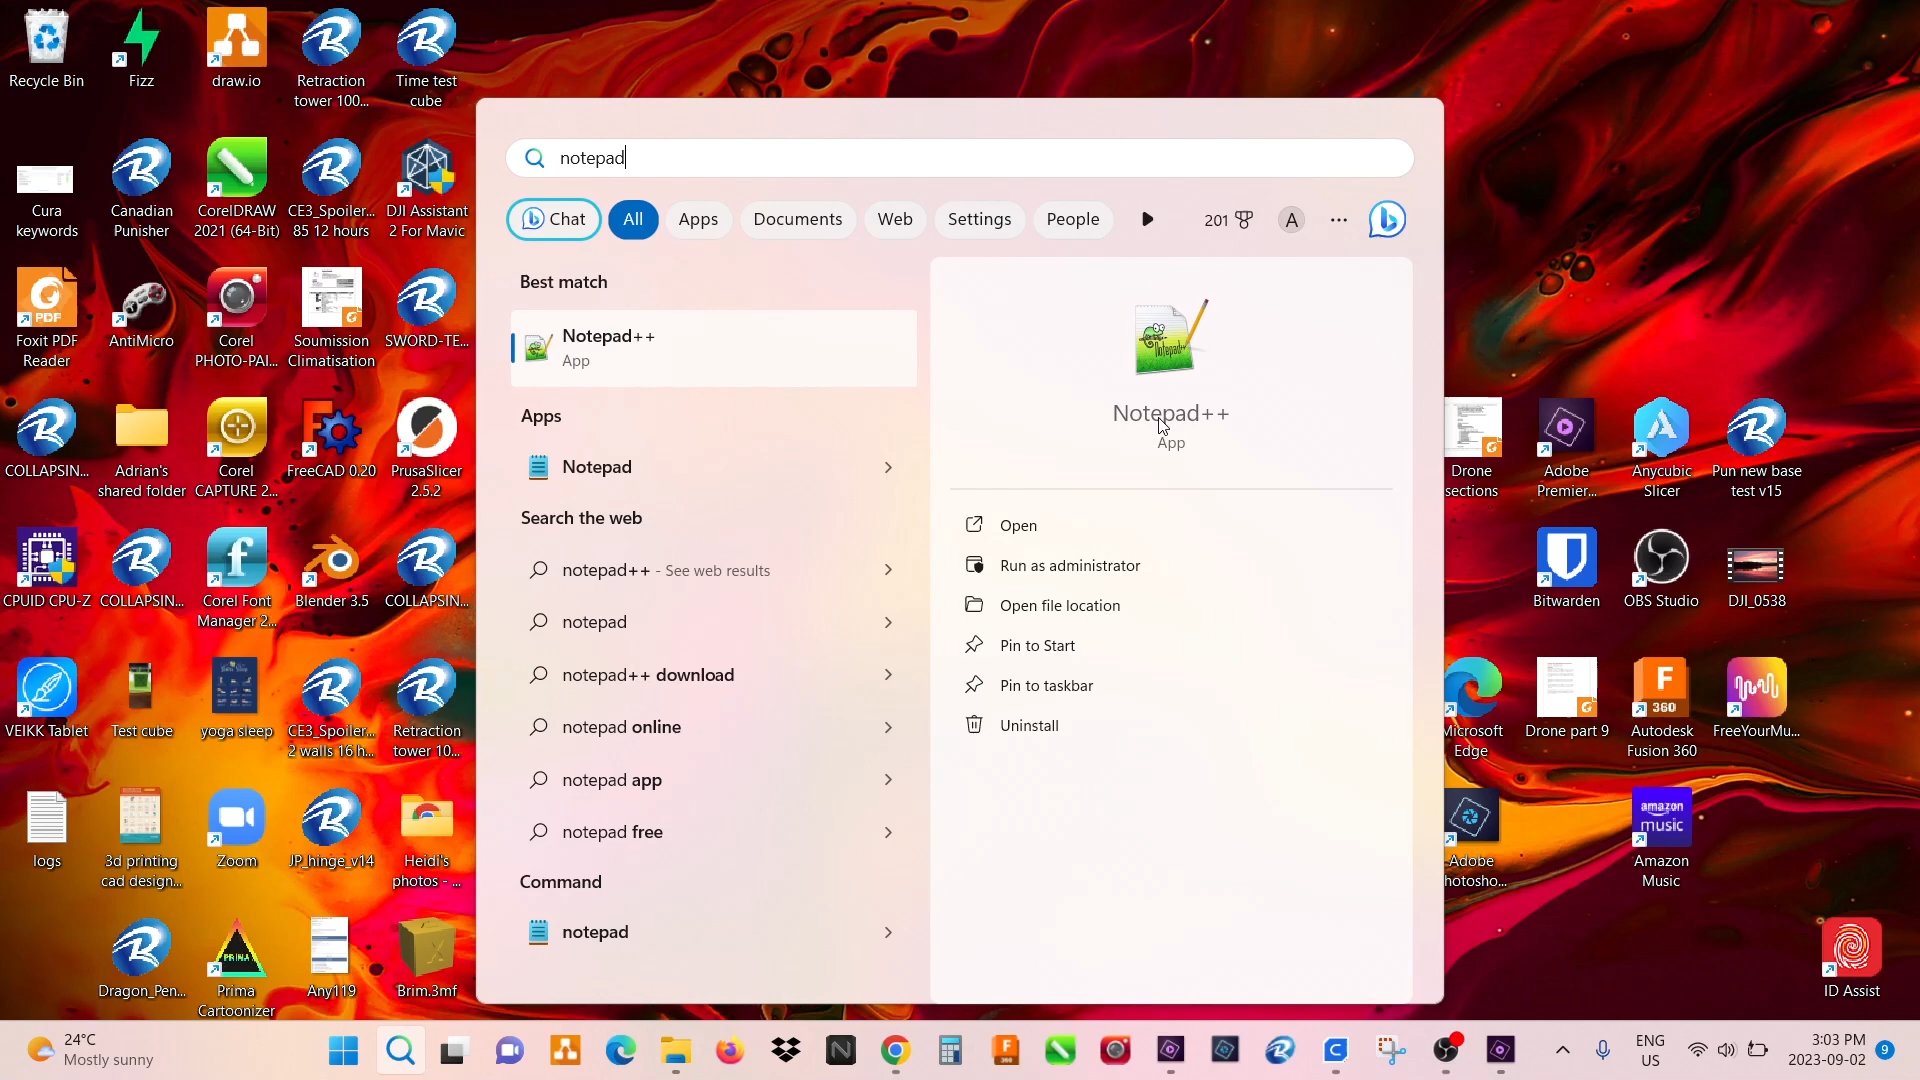 Recycle Bin
Fizz
draw.io
Retraction
tower 100...
Time test
cube
Cura
keywords
Canadian
Punisher
CorelDRAW
2021 (64-Bit)
CE3_Spoiler...
85 12 hours
DJI Assistant
2 For Mavic
PDF
Foxit PDF
Reader
AntiMicro
Corel
PHOTO-PAI...
Soumission
Climatisation
SWORD-TE...
COLLAPSIN...
Adrian's
shared folder
Corel
CAPTURE 2...
FreeCAD 0.20
PrusaSlicer
2.5.2
CPUID CPU-Z
COLLAPSIN...
Corel Font
Manager 2...
Blender 3.5
COLLAPSIN...
VEIKK Tablet
Test cube
yoga sleep
CE3_Spoiler...
2 walls 16 h...
Retraction
tower 10...
logs
3d printing
cad design...
Zoom
JP_hinge_v14
Heidi's
photos - ...
Dragon_Pen...
PRIMA
Prima
Cartoonizer
Any119
Brim.3mf
notepad
Chat
All
Apps
Documents
Web
Settings
People
201
A
Best match
Notepad++
App
Apps
Notepad
Search the web
notepad++ - See web results
notepad
notepad++ download
notepad online
notepad app
notepad free
Command
notepad
Notepad++
Notepad++
App
Open
Run as administrator
Open file location
Pin to Start
Pin to taskbar
Uninstall
Drone
sections
Adobe
Premier...
Anycubic
Slicer
Pun new base
test v15
Bitwarden
OBS Studio
DJI_0538
Microsoft
Edge
Drone part 9
F
360
Autodesk
Fusion 360
FreeYourMu...
Adobe
hotosho...
amazon
music
Amazon
Music
ID Assist
24°C
Mostly sunny
ENG
US
3:03 PM
2023-09-02
9